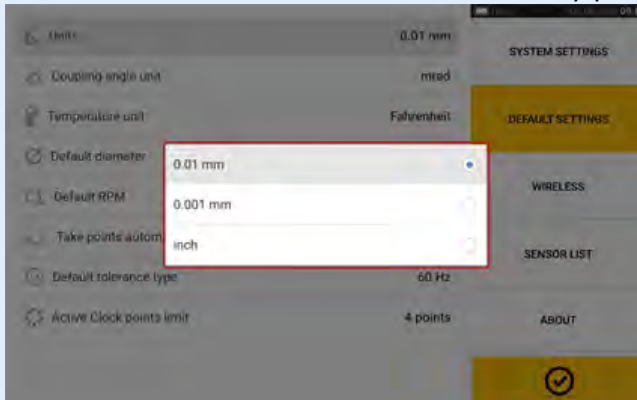 Units 0.01 mm
Coupling angle unit mrad
Temperature unit Fahrenheit
Default diameter
Default RPM
Take points autom
Default tolerance type 60 Hz
Active Clock points limit 4 points
0.01 mm
0.001 mm
inch
SYSTEM SETTINGS
DEFAULT SETTINGS
WIRELESS
SENSOR LIST
ABOUT